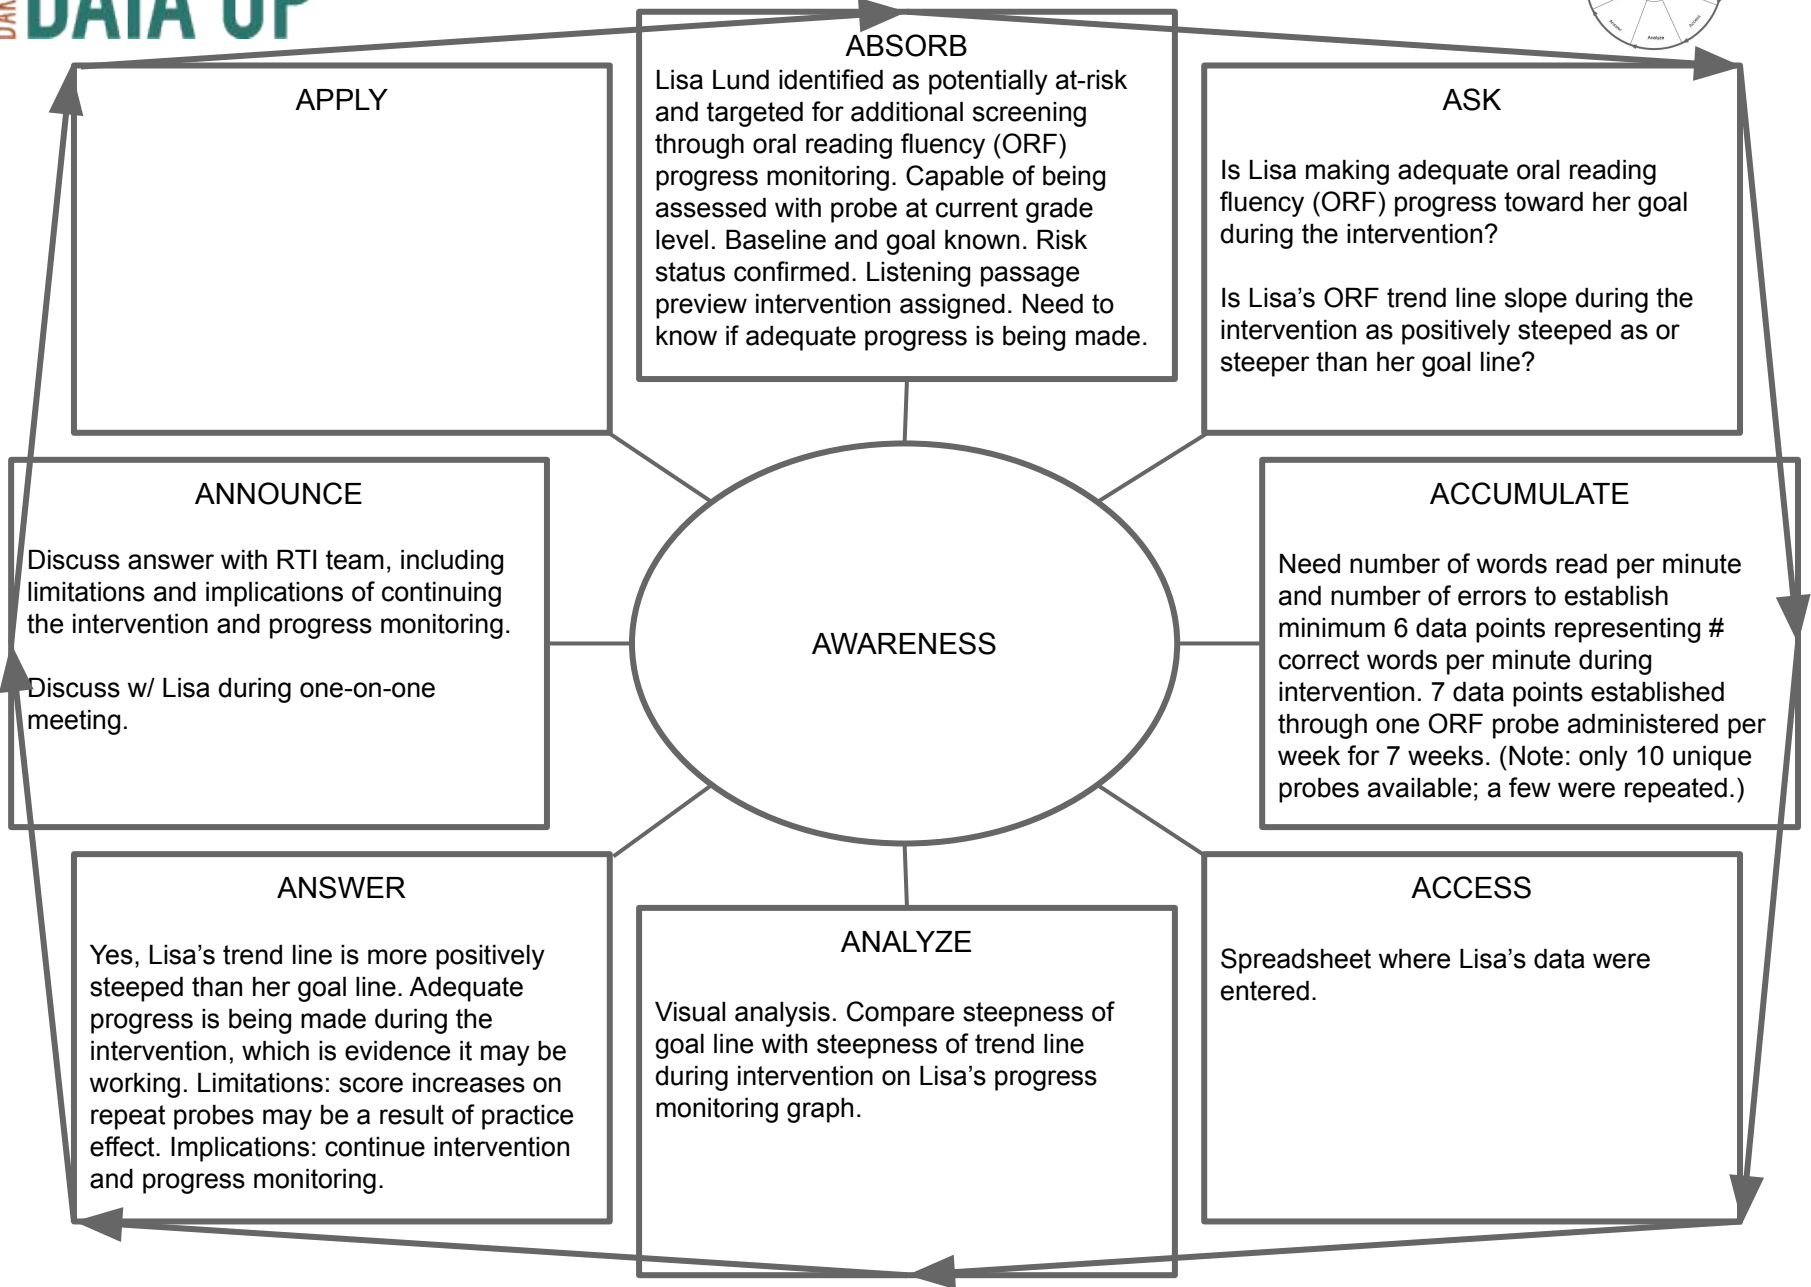 DATA UP
ABSORB
Lisa Lund identified as potentially at-risk
and targeted for additional screening
through oral reading fluency (ORF)
progress monitoring. Capable of being
assessed with probe at current grade
level. Baseline and goal known. Risk
status confirmed. Listening passage
preview intervention assigned. Need to
know if adequate progress is being made.
ASK
Is Lisa making adequate oral reading
fluency (ORF) progress toward her goal
during the intervention?
Is Lisa’s ORF trend line slope during the
intervention as positively steeped as or
steeper than her goal line?
ACCUMULATE
Need number of words read per minute
and number of errors to establish
minimum 6 data points representing #
correct words per minute during
intervention. 7 data points established
through one ORF probe administered per
week for 7 weeks. (Note: only 10 unique
probes available; a few were repeated.)
ACCESS
Spreadsheet where Lisa’s data were
entered.
ANALYZE
Visual analysis. Compare steepness of
goal line with steepness of trend line
during intervention on Lisa’s progress
monitoring graph.
ANSWER
Yes, Lisa’s trend line is more positively
steeped than her goal line. Adequate
progress is being made during the
intervention, which is evidence it may be
working. Limitations: score increases on
repeat probes may be a result of practice
effect. Implications: continue intervention
and progress monitoring.
ANNOUNCE
Discuss answer with RTI team, including
limitations and implications of continuing
the intervention and progress monitoring.
Discuss w/ Lisa during one-on-one
meeting.
APPLY
AWARENESS
Answer
Analyze
Access